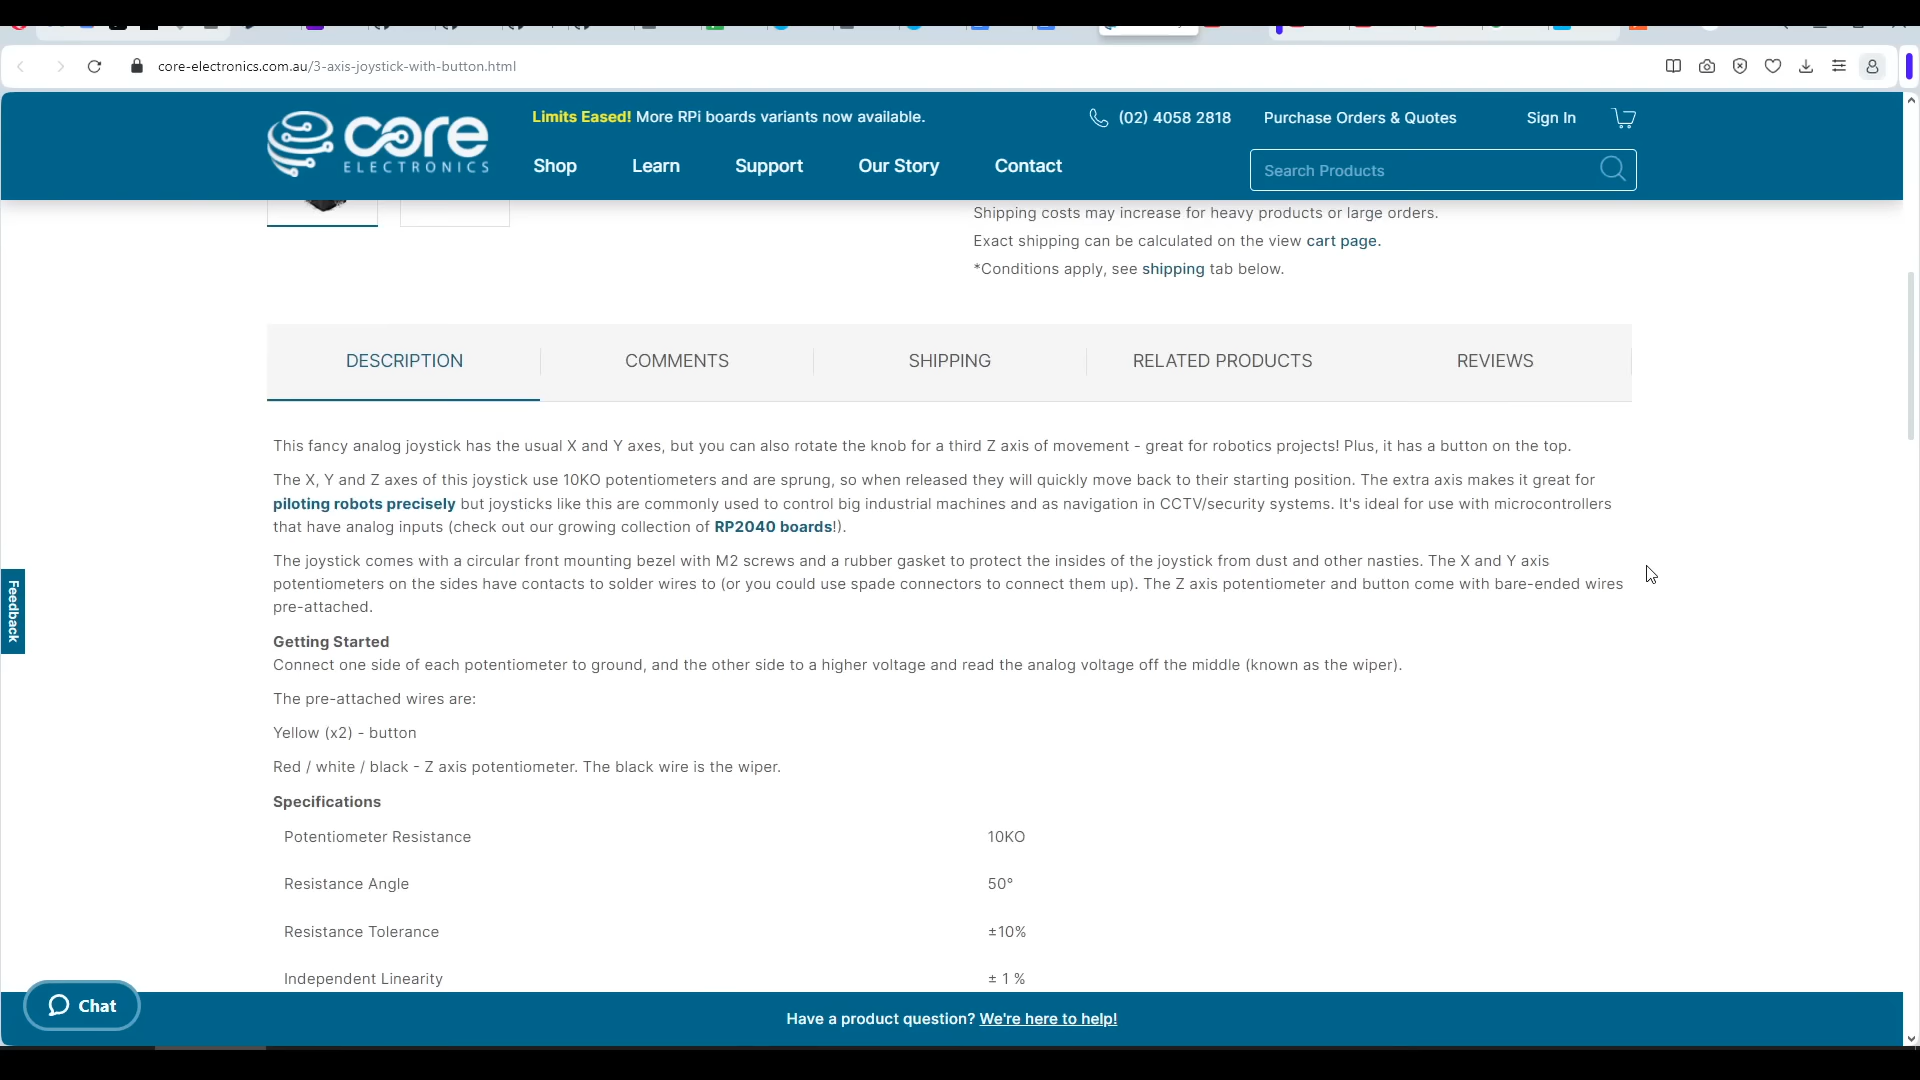 core-electronics.com.au/3-axis-joystick-with-button.html
Limits Eased! More RPi boards variants now available.
(02) 4058 2818
Purchase Orders & Quotes
Sign In
core
ELECTRONICS
Shop
Learn
Support
Our Story
Contact
Search Products
Shipping costs may increase for heavy products or large orders.
Exact shipping can be calculated on the view cart page.
*Conditions apply, see shipping tab below.
DESCRIPTION
COMMENTS
SHIPPING
RELATED PRODUCTS
REVIEWS
This fancy analog joystick has the usual X and Y axes, but you can also rotate the knob for a third Z axis of movement - great for robotics projects! Plus, it has a button on the top.
The X, Y and Z axes of this joystick use 10KO potentiometers and are sprung, so when released they will quickly move back to their starting position. The extra axis makes it great for
piloting robots precisely but joysticks like this are commonly used to control big industrial machines and as navigation in CCTV/security systems. It's ideal for use with microcontrollers
that have analog inputs (check out our growing collection of RP2040 boards!).
The joystick comes with a circular front mounting bezel with M2 screws and a rubber gasket to protect the insides of the joystick from dust and other nasties. The X and Y axis
potentiometers on the sides have contacts to solder wires to (or you could use spade connectors to connect them up). The Z axis potentiometer and button come with bare-ended wires
pre-attached.
Feedback
Getting Started
Connect one side of each potentiometer to ground, and the other side to a higher voltage and read the analog voltage off the middle (known as the wiper).
The pre-attached wires are:
Yellow (x2) - button
Red / white / black - Z axis potentiometer. The black wire is the wiper.
Specifications
Potentiometer Resistance 10KO
Resistance Angle 50°
Resistance Tolerance ±10%
Independent Linearity ± 1 %
Chat
Have a product question? We're here to help!